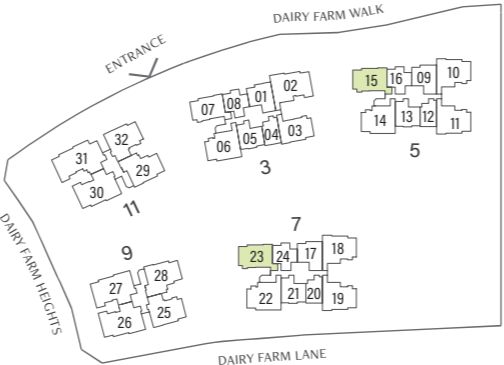 DAIRY FARM WALK
ENTRANCE
15 16 09 10
14 13 12 11
5
07 08 01 02
06 05 04 03
3
31 32
30 29
11
7
23 24 17 18
22 21 20 19
9
27 28
26 25
DAIRY FARM HEIGHTS
DAIRY FARM LANE